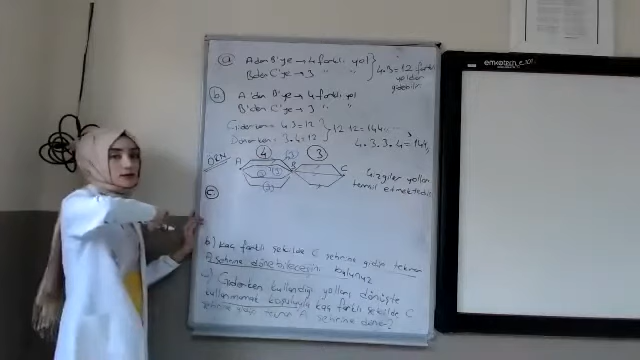 a) A'dan B'ye → 4 farklı yol
B'den C'ye → 3 " "
4.3=12 farklı yoldan gidebilir
b) A'dan B'ye → 4 farklı yol
B'den C'ye → 3 " "
Giderken: 4.3=12
Dönerken: 3.4=12
12.12=144
4.3.3.4=144
ÖRN
4
3
A
B
C
Çizgiler yolları temsil etmektedir.
c)
b) Kaç farklı şekilde C şehrine gidip tekrar
A şehrine dönebileceğini bulunuz
c) Giderken kullandığı yolları dönüşte
kullanmamak koşuluyla kaç farklı şekilde C
şehrine gidip tekrar A şehrine döner?